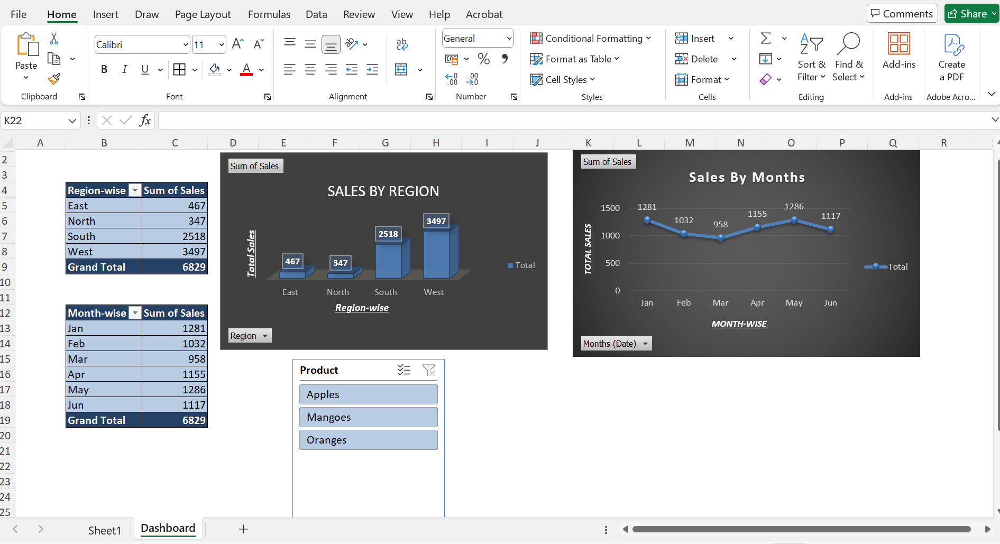 File Home Insert Draw Page Layout Formulas Data Review View Help Acrobat Comments Share
Paste
Clipboard
Calibri 11
B I U A
Font
Alignment
General
% 9
Number
Conditional Formatting
Format as Table
Cell Styles
Styles
Insert
Delete
Format
Cells
Sort & Filter
Find & Select
Editing
Add-ins
Add-ins
Create a PDF
Adobe Acro...
K22 fx
A B C D E F G H I J K L M N O P Q R
2
3
4
5
6
7
8
9
10
11
12
13
14
15
16
17
18
19
20
21
22
23
24
25
Region-wise Sum of Sales
East 467
North 347
South 2518
West 3497
Grand Total 6829
Month-wise Sum of Sales
Jan 1281
Feb 1032
Mar 958
Apr 1155
May 1286
Jun 1117
Grand Total 6829
Sum of Sales
SALES BY REGION
Total Sales
467 347 2518 3497
East North South West
Region-wise
Total
Region
Product
Apples
Mangoes
Oranges
Sum of Sales
Sales By Months
TOTAL SALES
1500
1000
500
0
1281 1032 958 1155 1286 1117
Jan Feb Mar Apr May Jun
MONTH-WISE
Total
Months (Date)
Sheet1 Dashboard